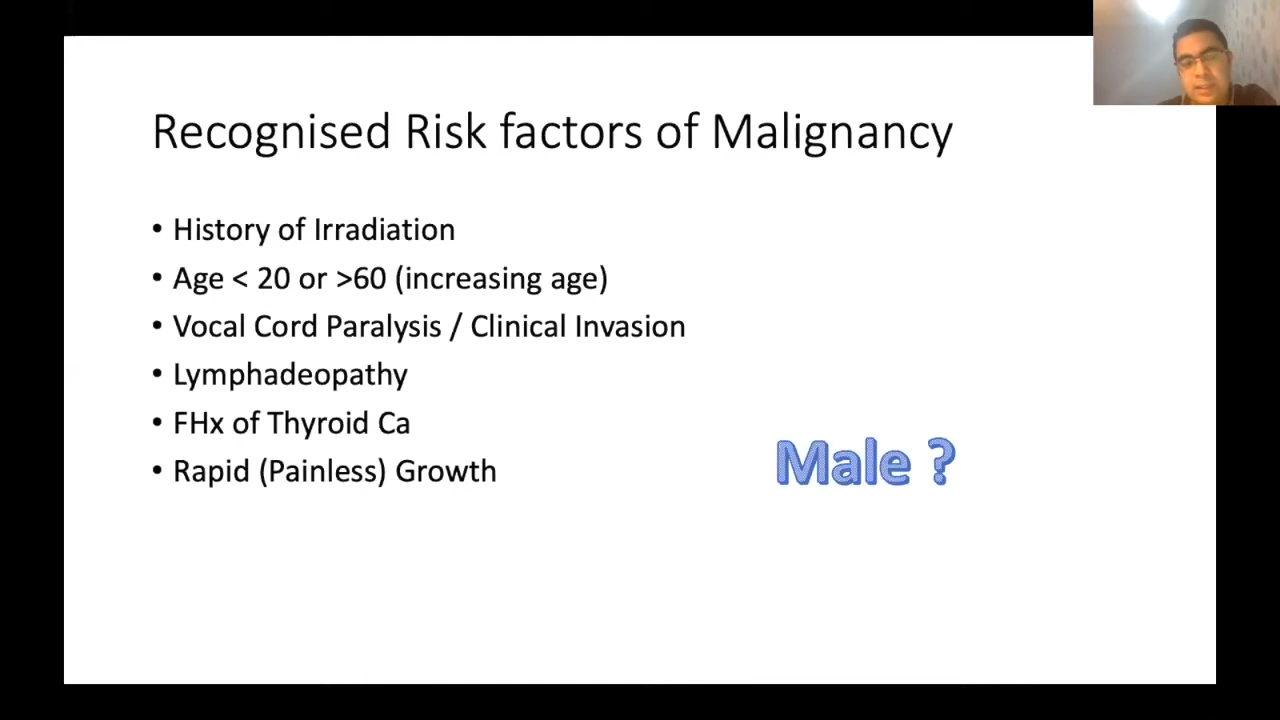 Recognised Risk factors of Malignancy
• History of Irradiation
• Age < 20 or >60 (increasing age)
• Vocal Cord Paralysis / Clinical Invasion
• Lymphadeopathy
• FHx of Thyroid Ca
• Rapid (Painless) Growth
Male ?